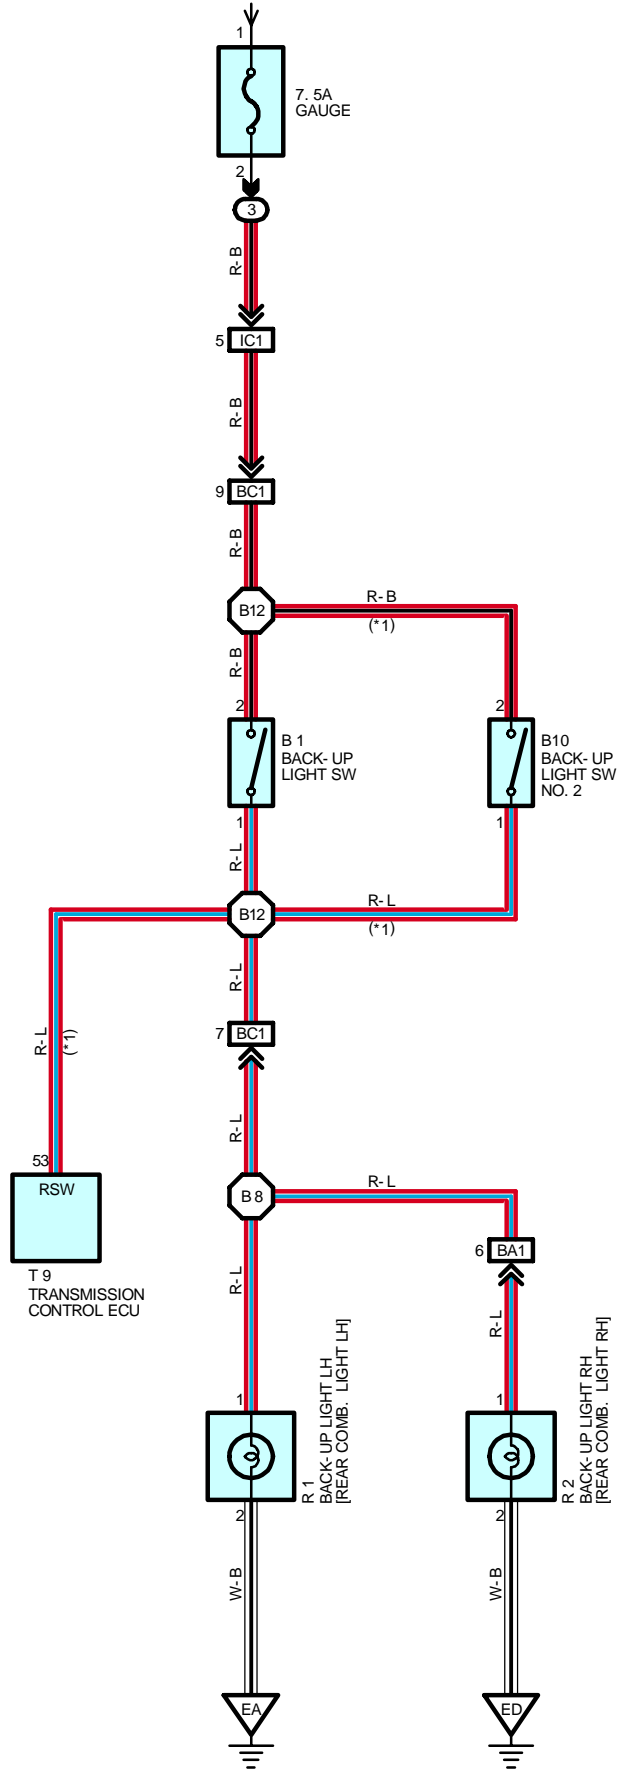 1
7. 5A
GAUGE
2
3
R- B
5 IC1
R- B
9 BC1
R- B
B12
R- B
(*1)
R- B
2
2
B 1
BACK- UP
LIGHT SW
B10
BACK- UP
LIGHT SW
NO. 2
1
1
R- L
B12
R- L
(*1)
R- L
R- L
(*1)
7 BC1
R- L
53
RSW
B 8
R- L
T 9
TRANSMISSION
CONTROL ECU
6 BA1
R- L
R- L
1
1
R 1
BACK- UP LIGHT LH
[REAR COMB. LIGHT LH]
R 2
BACK- UP LIGHT RH
[REAR COMB. LIGHT RH]
2
2
W- B
W- B
EA
ED